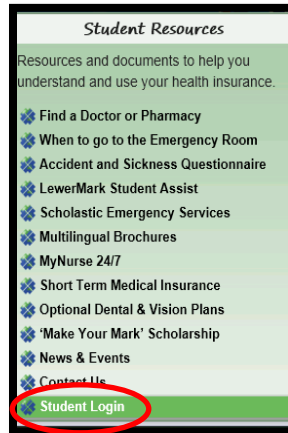 Student Resources
Resources and documents to help you
understand and use your health insurance.
Find a Doctor or Pharmacy
When to go to the Emergency Room
Accident and Sickness Questionnaire
LewerMark Student Assist
Scholastic Emergency Services
Multilingual Brochures
MyNurse 24/7
Short Term Medical Insurance
Optional Dental & Vision Plans
‘Make Your Mark’ Scholarship
News & Events
Contact Us
Student Login